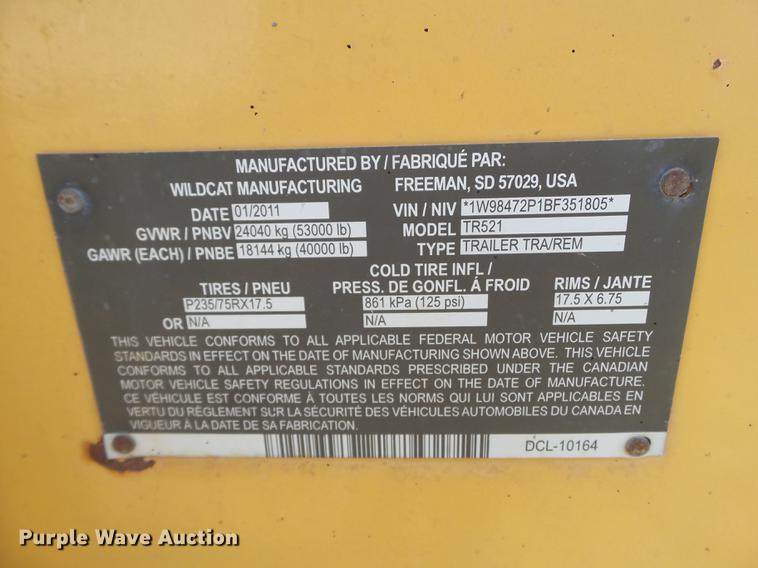 MANUFACTURED BY / FABRIQUÉ PAR:
WILDCAT MANUFACTURING FREEMAN, SD 57029, USA
DATE 01/2011 VIN / NIV *1W98472P1BF351805*
GVWR / PNBV 24040 kg (53000 lb) MODEL TR521
GAWR (EACH) / PNBE 18144 kg (40000 lb) TYPE TRAILER TRA/REM
COLD TIRE INFL /
TIRES / PNEU PRESS. DE GONFL. À FROID RIMS / JANTE
P235/75RX17.5 861 kPa (125 psi) 17.5 X 6.75
OR N/A N/A N/A
THIS VEHICLE CONFORMS TO ALL APPLICABLE FEDERAL MOTOR VEHICLE SAFETY
STANDARDS IN EFFECT ON THE DATE OF MANUFACTURING SHOWN ABOVE. THIS VEHICLE
CONFORMS TO ALL APPLICABLE STANDARDS PRESCRIBED UNDER THE CANADIAN
MOTOR VEHICLE SAFETY REGULATIONS IN EFFECT ON THE DATE OF MANUFACTURE.
CE VÉHICULE EST CONFORME À TOUTES LES NORMS QUI LUI SONT APPLICABLES EN
VERTU DU RÈGLEMENT SUR LA SÉCURITÉ DES VÉHICULES AUTOMOBILES DU CANADA EN
VIGUEUR À LA DATE DE SA FABRICATION.
DCL-10164
Purple Wave Auction